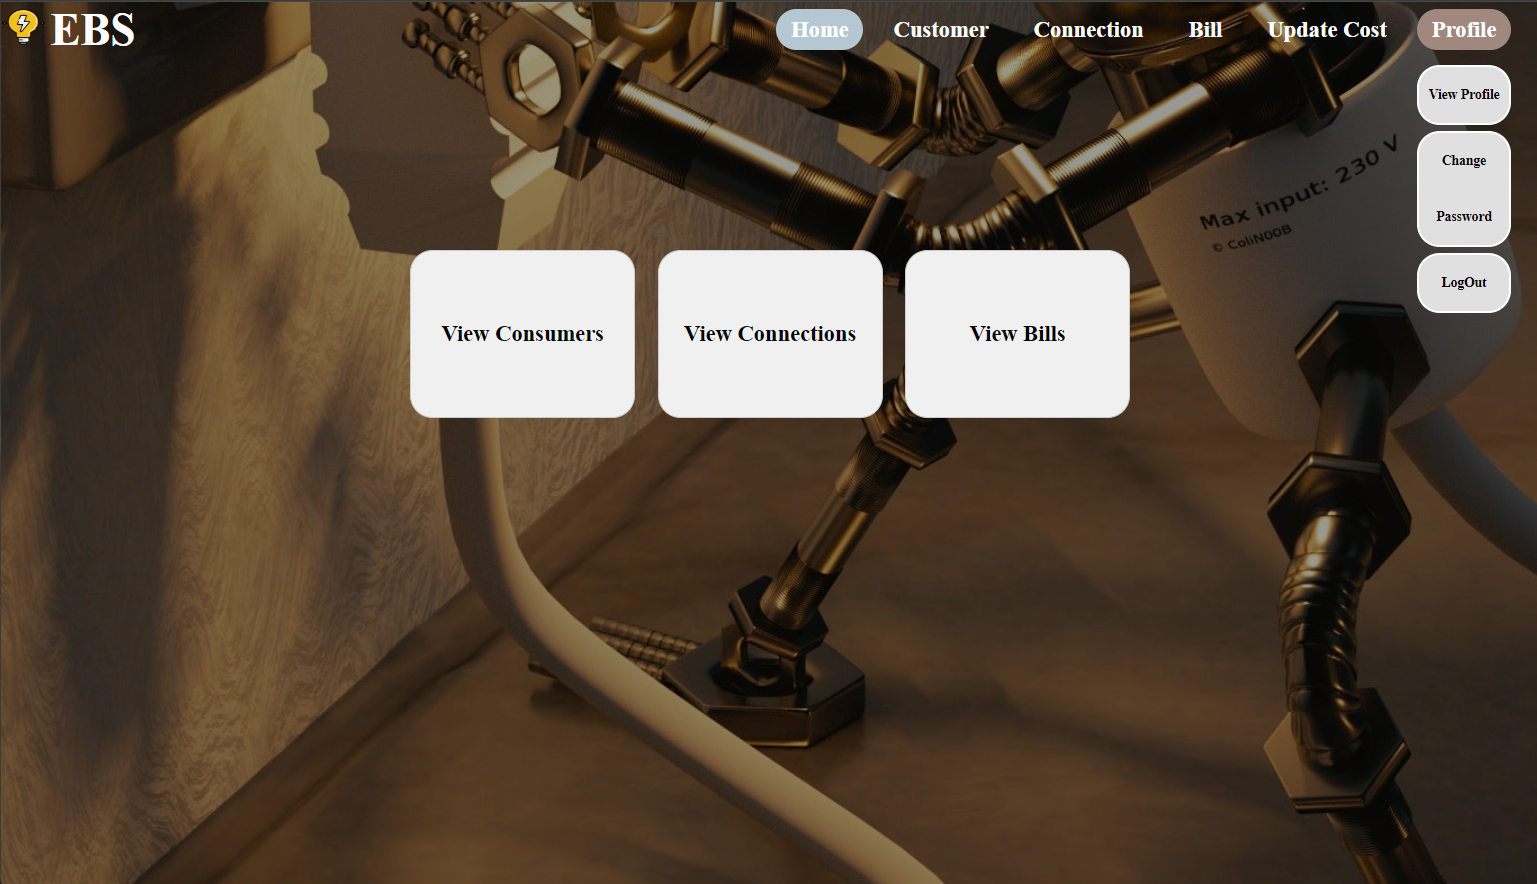 EBS
Home
Customer
Connection
Bill
Update Cost
Profile
View Profile
Change
Password
LogOut
Max input: 230 V
© ColiN00B
View Consumers
View Connections
View Bills